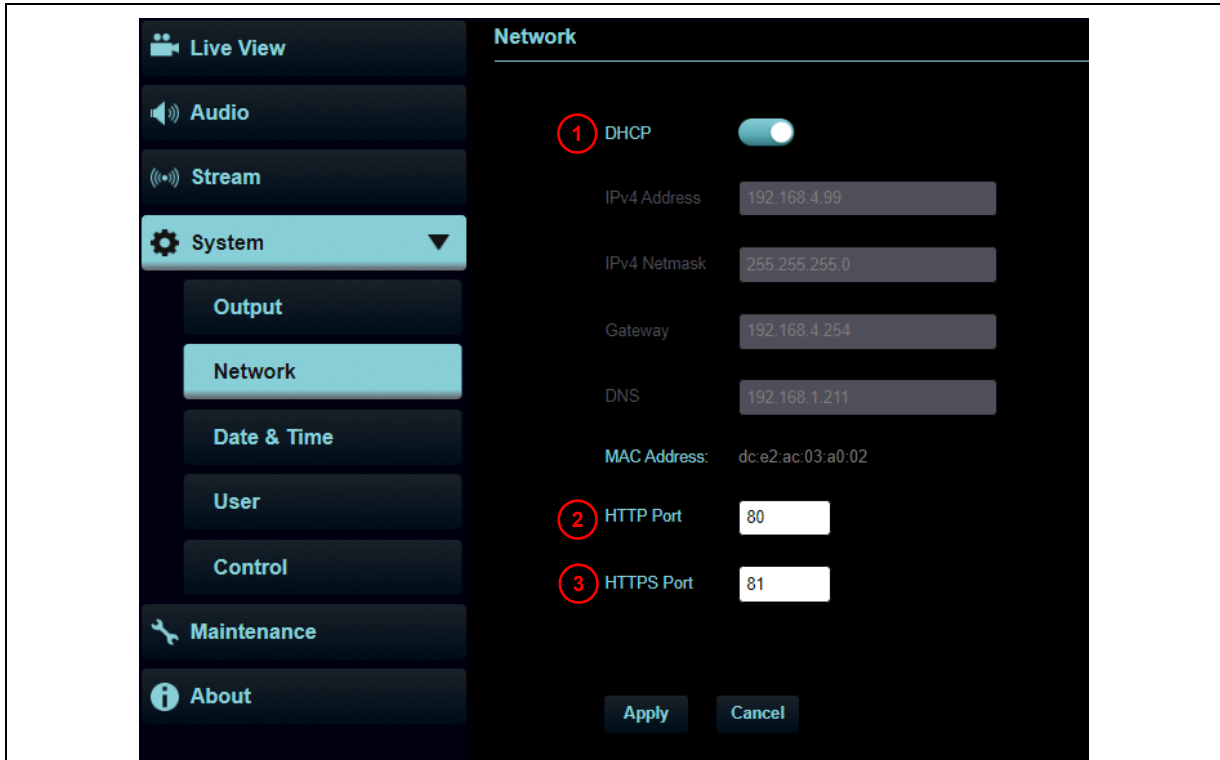 Live View
Audio
Stream
System
Output
Network
Date & Time
User
Control
Maintenance
About
Network
1 DHCP
IPv4 Address 192.168.4.99
IPv4 Netmask 255.255.255.0
Gateway 192.168.4.254
DNS 192.168.1.211
MAC Address: dc:e2:ac:03:a0:02
2 HTTP Port 80
3 HTTPS Port 81
Apply Cancel